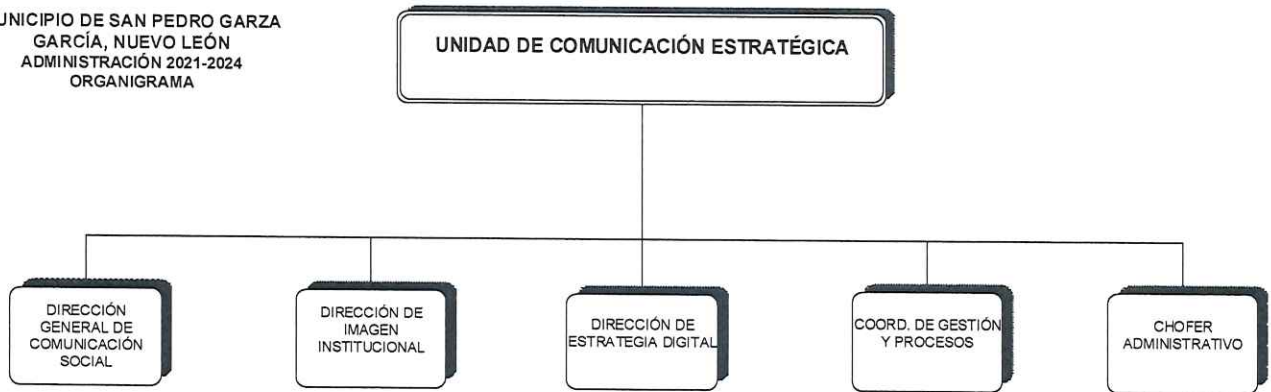 UNICIPIO DE SAN PEDRO GARZA
GARCÍA, NUEVO LEÓN
ADMINISTRACIÓN 2021-2024
ORGANIGRAMA
UNIDAD DE COMUNICACIÓN ESTRATÉGICA
DIRECCIÓN
GENERAL DE
COMUNICACIÓN
SOCIAL
DIRECCIÓN DE
IMAGEN
INSTITUCIONAL
DIRECCIÓN DE
ESTRATEGIA DIGITAL
COORD. DE GESTIÓN
Y PROCESOS
CHOFER
ADMINISTRATIVO